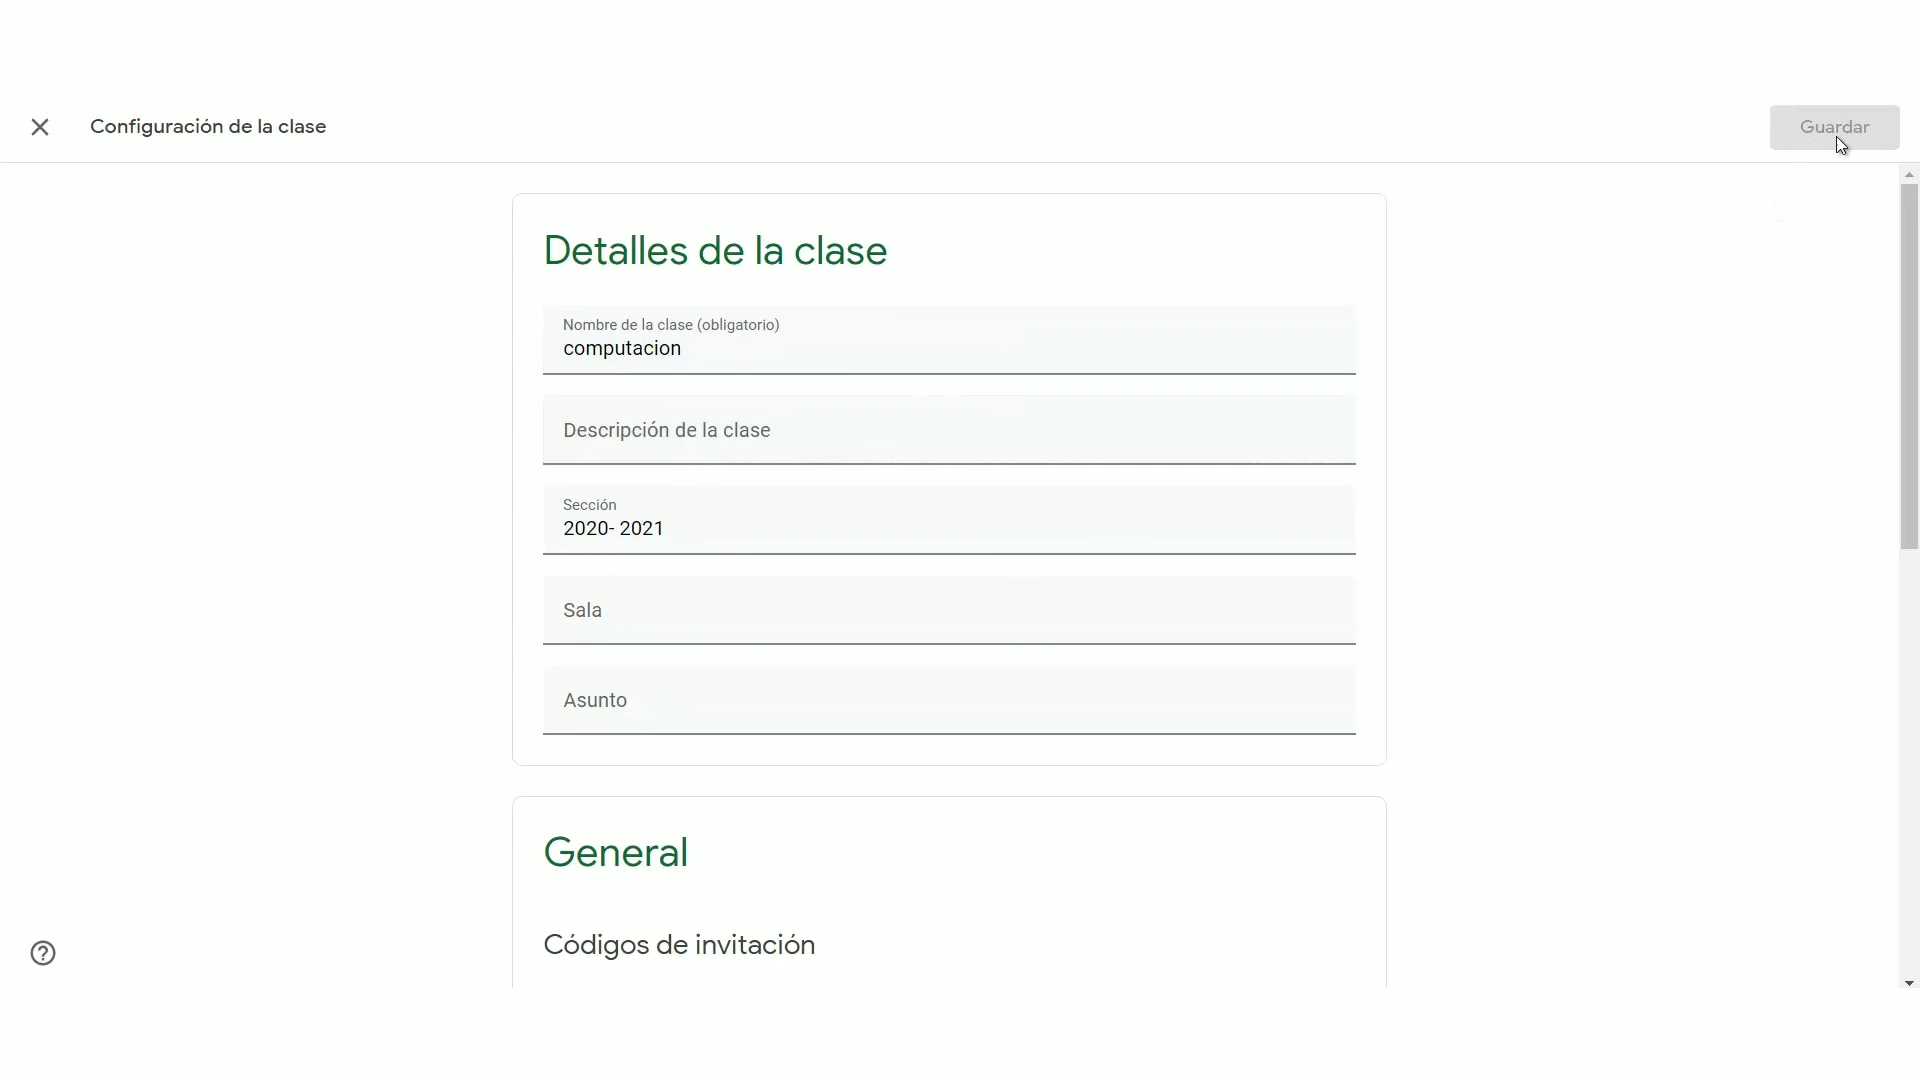 Configuración de la clase
Guardar
Detalles de la clase
Nombre de la clase (obligatorio)
computacion
Descripción de la clase
Sección
2020- 2021
Sala
Asunto
General
Códigos de invitación